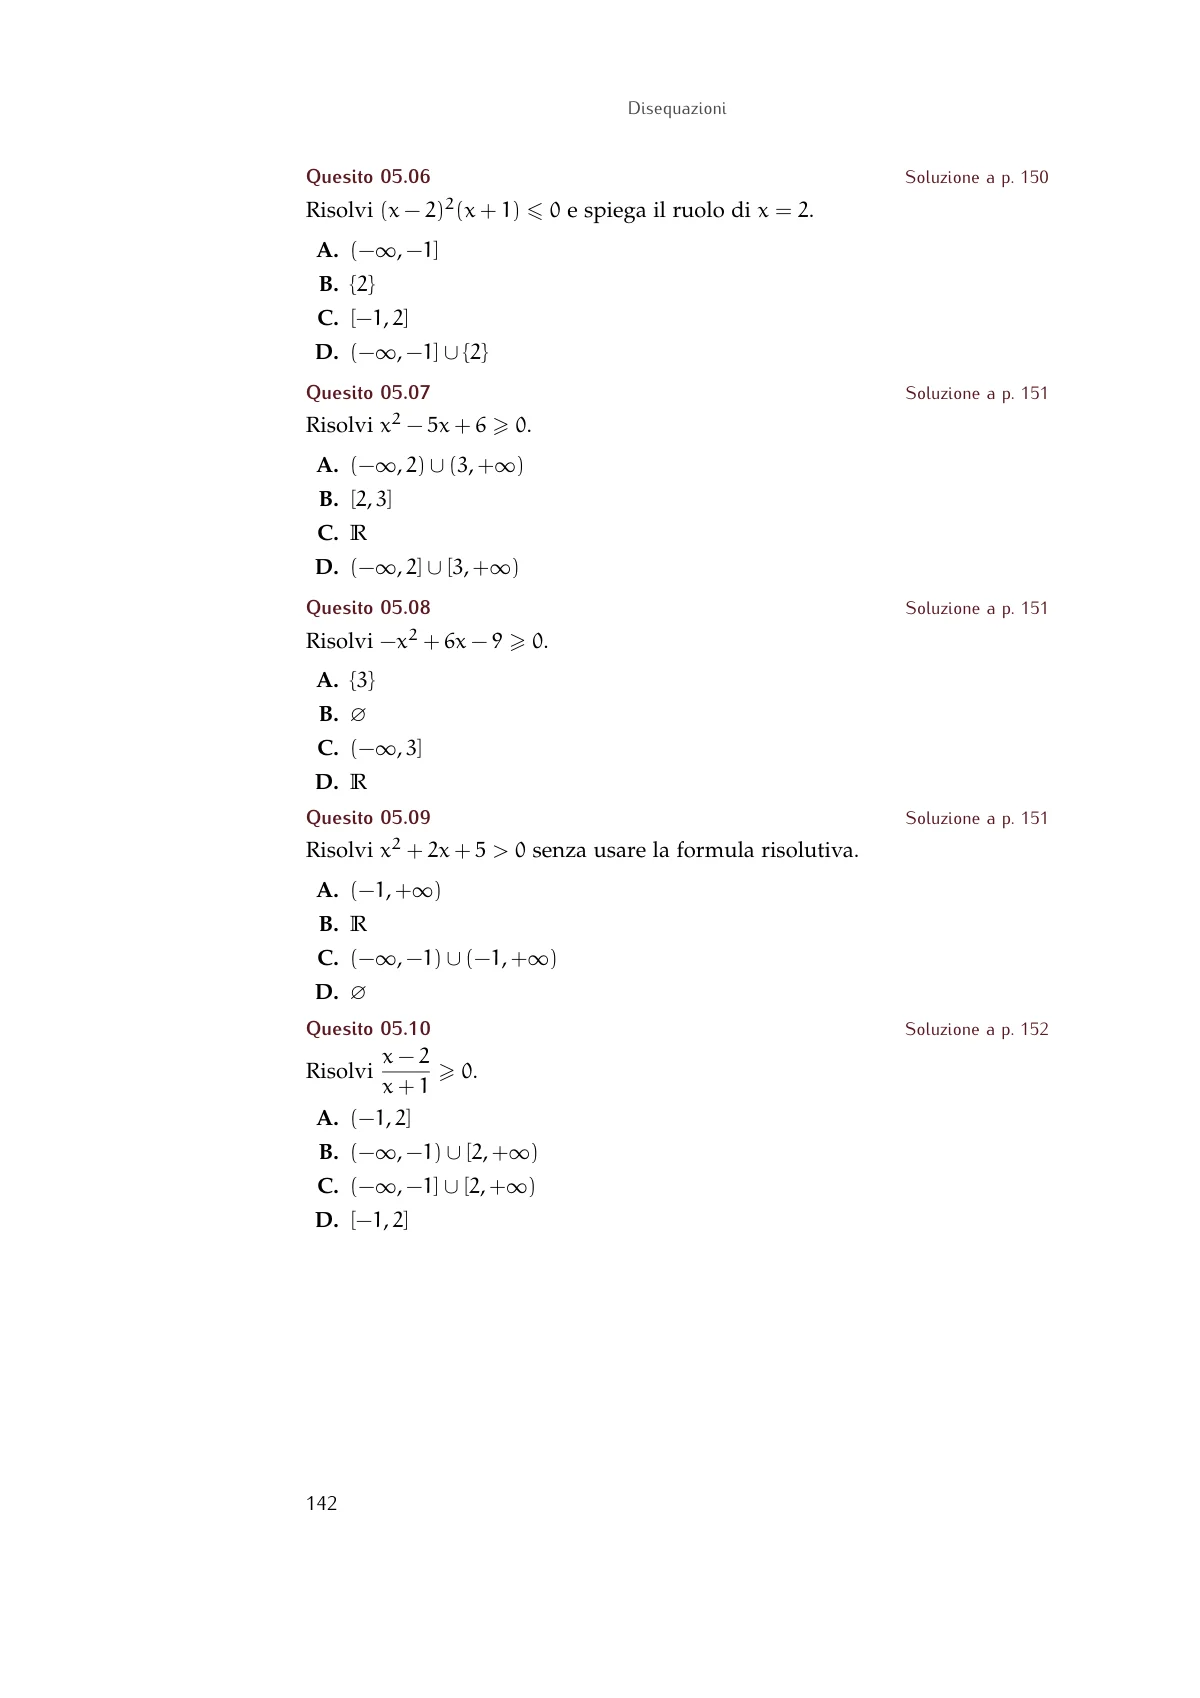 Disequazioni
Quesito 05.06 Soluzione a p. 150
Risolvi (x − 2)²(x + 1) ⩽ 0 e spiega il ruolo di x = 2.
A. (−∞, −1]
B. {2}
C. [−1, 2]
D. (−∞, −1] ∪ {2}
Quesito 05.07 Soluzione a p. 151
Risolvi x² − 5x + 6 ⩾ 0.
A. (−∞, 2) ∪ (3, +∞)
B. [2, 3]
C. ℝ
D. (−∞, 2] ∪ [3, +∞)
Quesito 05.08 Soluzione a p. 151
Risolvi −x² + 6x − 9 ⩾ 0.
A. {3}
B. ∅
C. (−∞, 3]
D. ℝ
Quesito 05.09 Soluzione a p. 151
Risolvi x² + 2x + 5 > 0 senza usare la formula risolutiva.
A. (−1, +∞)
B. ℝ
C. (−∞, −1) ∪ (−1, +∞)
D. ∅
Quesito 05.10 Soluzione a p. 152
Risolvi (x − 2)/(x + 1) ⩾ 0.
A. (−1, 2]
B. (−∞, −1) ∪ [2, +∞)
C. (−∞, −1] ∪ [2, +∞)
D. [−1, 2]
142